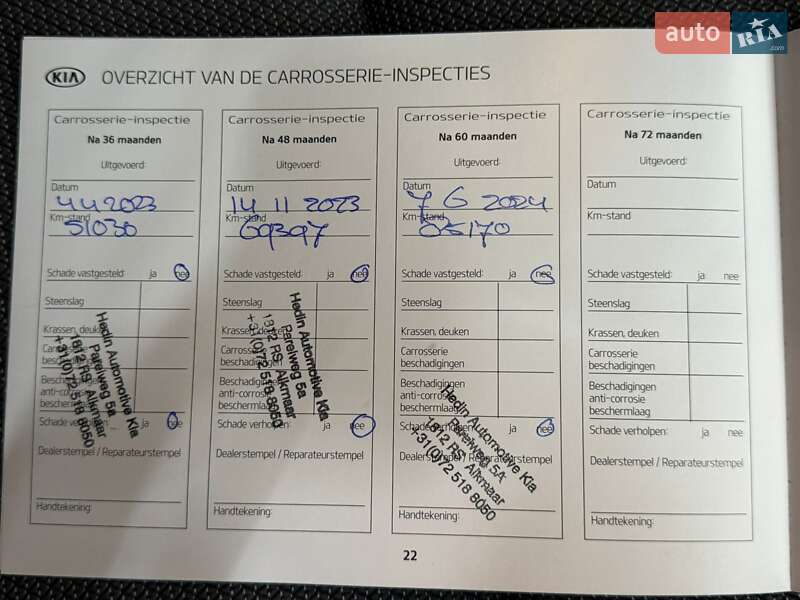 auto RIA .com
KIA OVERZICHT VAN DE CARROSSERIE-INSPECTIES
Carrosserie-inspectie
Na 36 maanden
Uitgevoerd:
Datum
4 4 2023
Km-stand
51030
Schade vastgesteld: ja nee
Steenslag
Krassen, deuken
Carrosserie
beschadigingen
Beschadigingen
anti-corrosie
beschermlaag
Schade verholpen: ja nee
Dealerstempel / Reparateurstempel
Handtekening:
Hedin Automotive Kia
Parelweg 5a
1812 RS Alkmaar
+31(0)72 518 8050
Carrosserie-inspectie
Na 48 maanden
Uitgevoerd:
Datum
14 11 2023
Km-stand
69397
Schade vastgesteld: ja nee
Steenslag
Krassen, deuken
Carrosserie
beschadigingen
Beschadigingen
anti-corrosie
beschermlaag
Schade verholpen: ja nee
Dealerstempel / Reparateurstempel
Handtekening:
Hedin Automotive Kia
Parelweg 5a
1812 RS Alkmaar
+31(0)72 518 8050
Carrosserie-inspectie
Na 60 maanden
Uitgevoerd:
Datum
7 6 2024
Km-stand
Schade vastgesteld: ja nee
Steenslag
Krassen, deuken
Carrosserie
beschadigingen
Beschadigingen
anti-corrosie
beschermlaag
Schade verholpen: ja nee
Dealerstempel / Reparateurstempel
Handtekening:
Hedin Automotive Kia
Parelweg 5A
1812 RS Alkmaar
+31(0)72 518 8050
Carrosserie-inspectie
Na 72 maanden
Uitgevoerd:
Datum
Km-stand
Schade vastgesteld: ja nee
Steenslag
Krassen, deuken
Carrosserie
beschadigingen
Beschadigingen
anti-corrosie
beschermlaag
Schade verholpen: ja nee
Dealerstempel / Reparateurstempel
Handtekening:
22